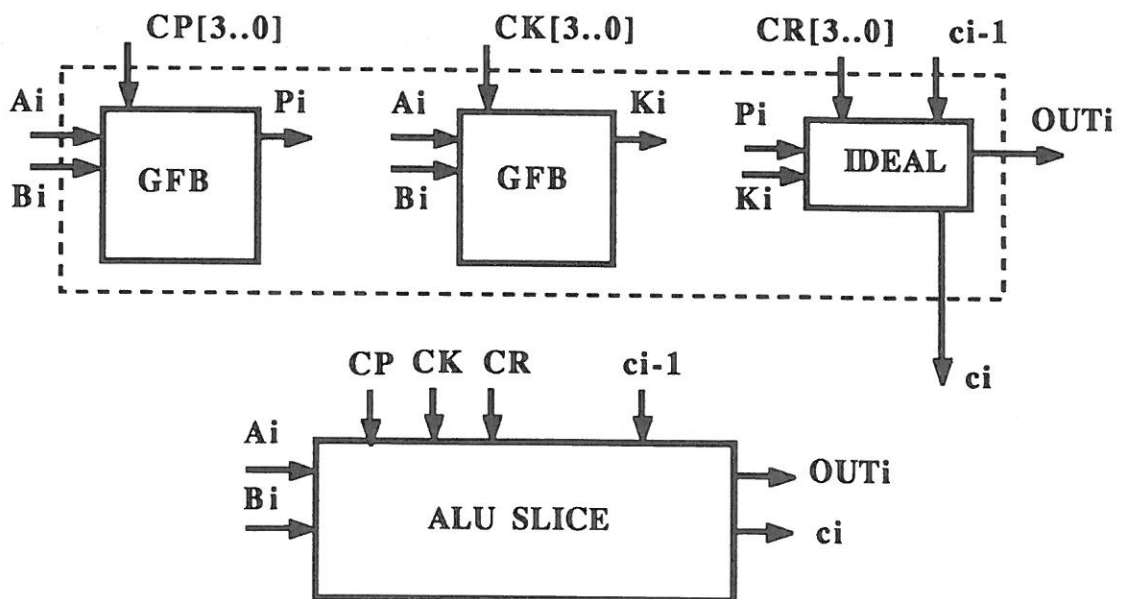 CP[3..0] CK[3..0] CR[3..0] ci-1
Ai Pi Ai Ki Pi OUTi
GFB GFB IDEAL
Bi Bi Ki
ci
CP CK CR ci-1
Ai
OUTi
Bi
ALU SLICE
ci